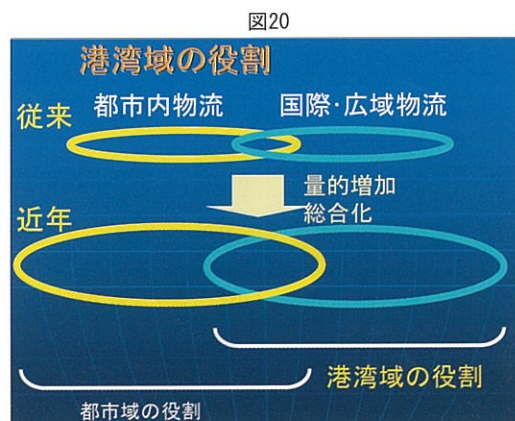 図20
港湾域の役割
従来
都市内物流
国際・広域物流
量的増加
総合化
近年
港湾域の役割
都市域の役割